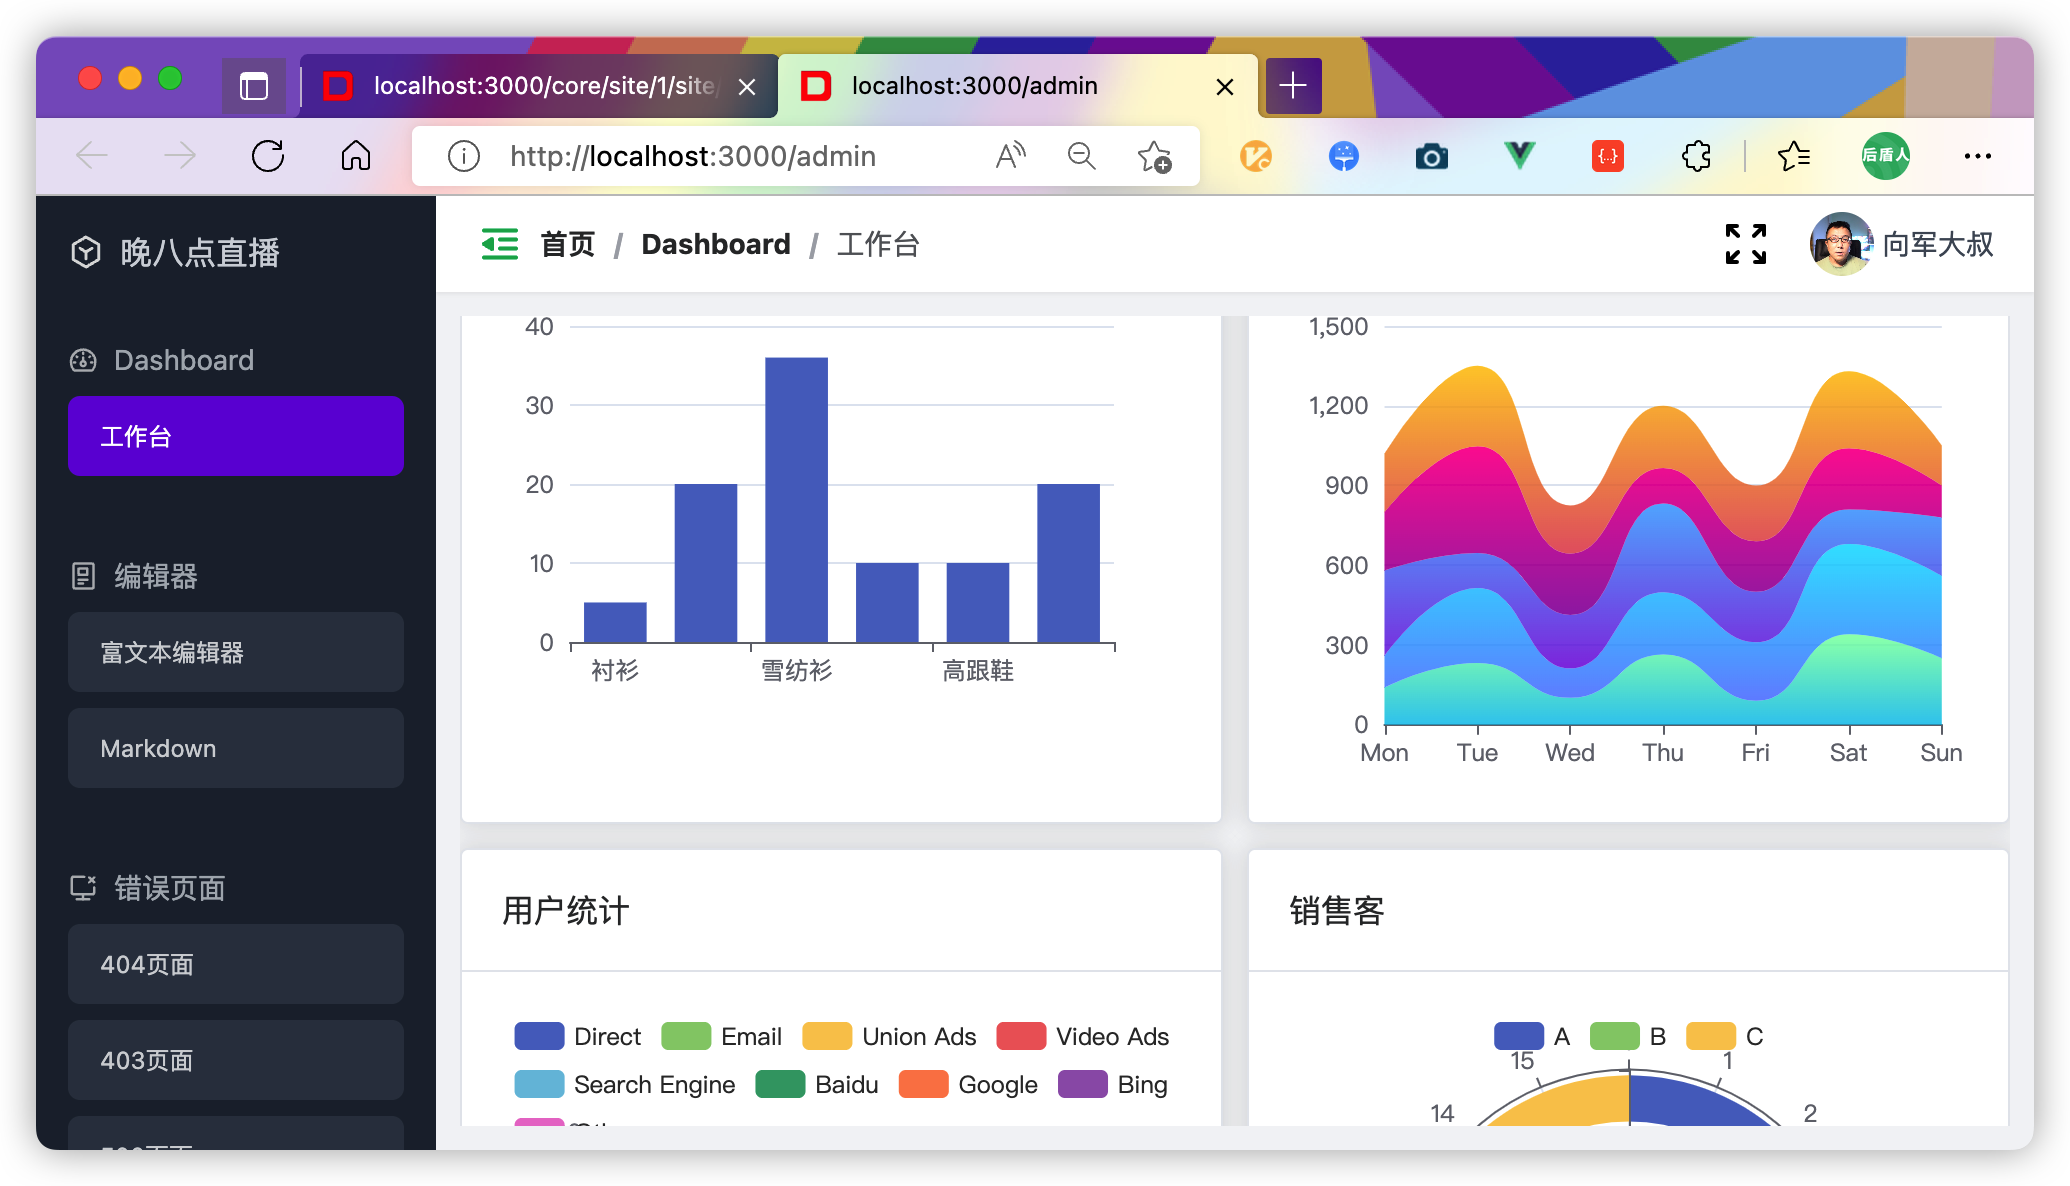 localhost:3000/core/site/1/site/
localhost:3000/admin
http://localhost:3000/admin
后盾人
晚八点直播
首页 / Dashboard / 工作台
向军大叔
Dashboard
工作台
编辑器
富文本编辑器
Markdown
错误页面
404页面
403页面
40
30
20
10
0
衬衫 雪纺衫 高跟鞋
1,500
1,200
900
600
300
0
Mon Tue Wed Thu Fri Sat Sun
用户统计
Direct Email Union Ads Video Ads
Search Engine Baidu Google Bing
销售客
A B C
15 1
14 2